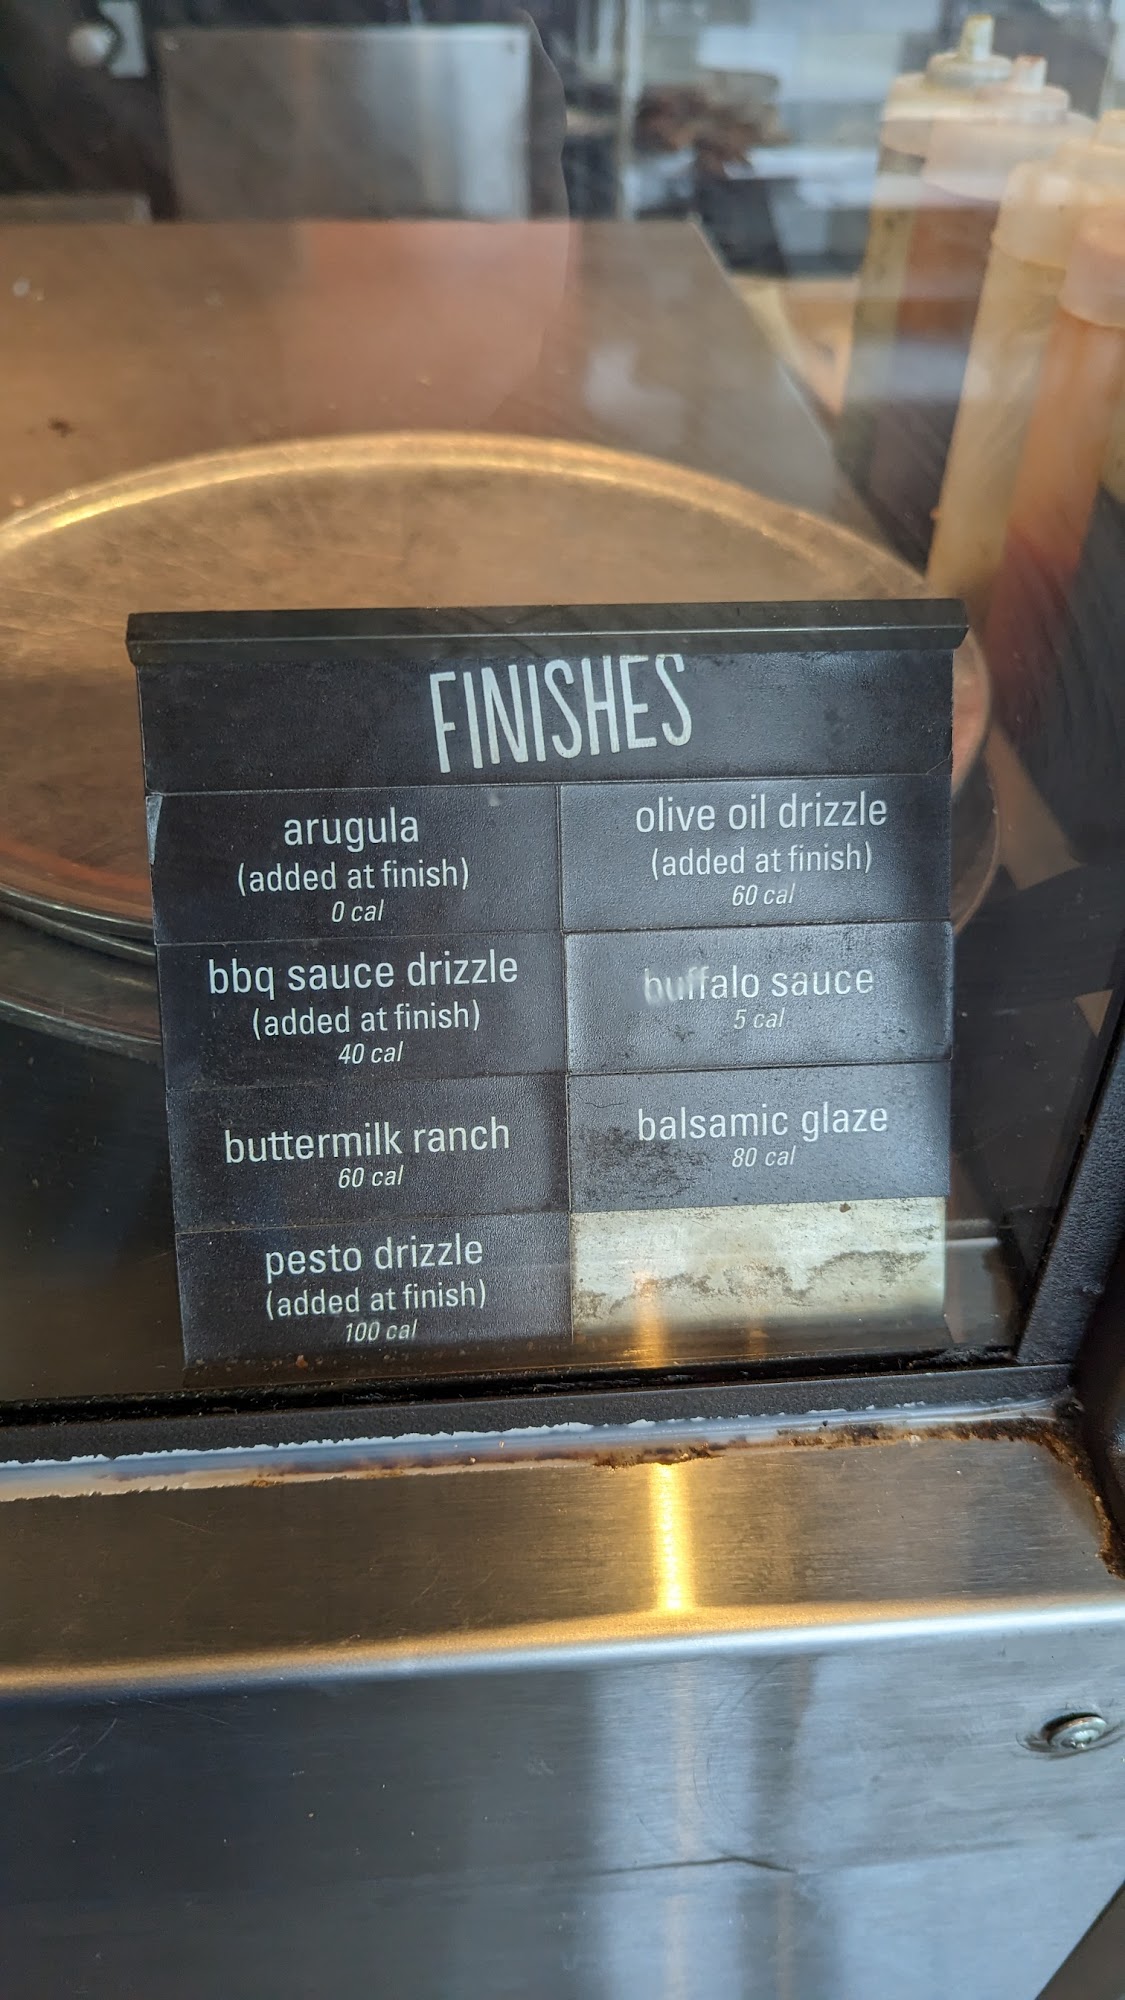 FINISHES
arugula
(added at finish)
0 cal
olive oil drizzle
(added at finish)
60 cal
bbq sauce drizzle
(added at finish)
40 cal
buffalo sauce
5 cal
buttermilk ranch
60 cal
balsamic glaze
80 cal
pesto drizzle
(added at finish)
100 cal